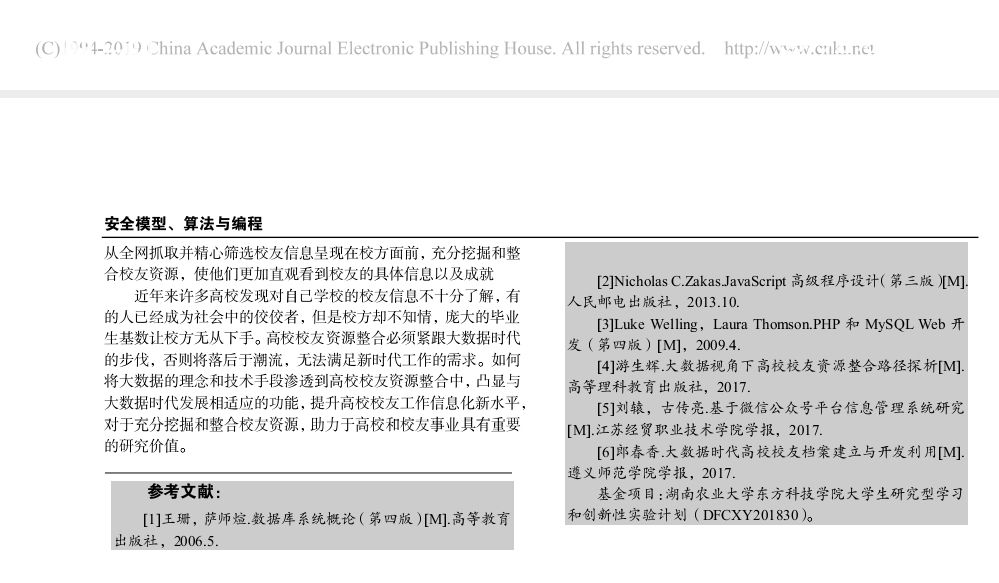 (C)1994-2019 China Academic Journal Electronic Publishing House. All rights reserved. http://www.cnki.net
安全模型、算法与编程
从全网抓取并精心筛选校友信息呈现在校方面前，充分挖掘和整
合校友资源，使他们更加直观看到校友的具体信息以及成就
近年来许多高校发现对自己学校的校友信息不十分了解，有
的人已经成为社会中的佼佼者，但是校方却不知情，庞大的毕业
生基数让校方无从下手。高校校友资源整合必须紧跟大数据时代
的步伐，否则将落后于潮流，无法满足新时代工作的需求。如何
将大数据的理念和技术手段渗透到高校校友资源整合中，凸显与
大数据时代发展相适应的功能，提升高校校友工作信息化新水平，
对于充分挖掘和整合校友资源，助力于高校和校友事业具有重要
的研究价值。
参考文献：
[1]王珊，萨师煊.数据库系统概论（第四版）[M].高等教育
出版社，2006.5.
[2]Nicholas C.Zakas.JavaScript 高级程序设计（第三版）[M].
人民邮电出版社，2013.10.
[3]Luke Welling，Laura Thomson.PHP 和 MySQL Web 开
发（第四版）[M]，2009.4.
[4]游生辉.大数据视角下高校校友资源整合路径探析[M].
高等理科教育出版社，2017.
[5]刘辕，古传亮.基于微信公众号平台信息管理系统研究
[M].江苏经贸职业技术学院学报，2017.
[6]郎春香.大数据时代高校校友档案建立与开发利用[M].
遵义师范学院学报，2017.
基金项目：湖南农业大学东方科技学院大学生研究型学习
和创新性实验计划（DFCXY201830）。